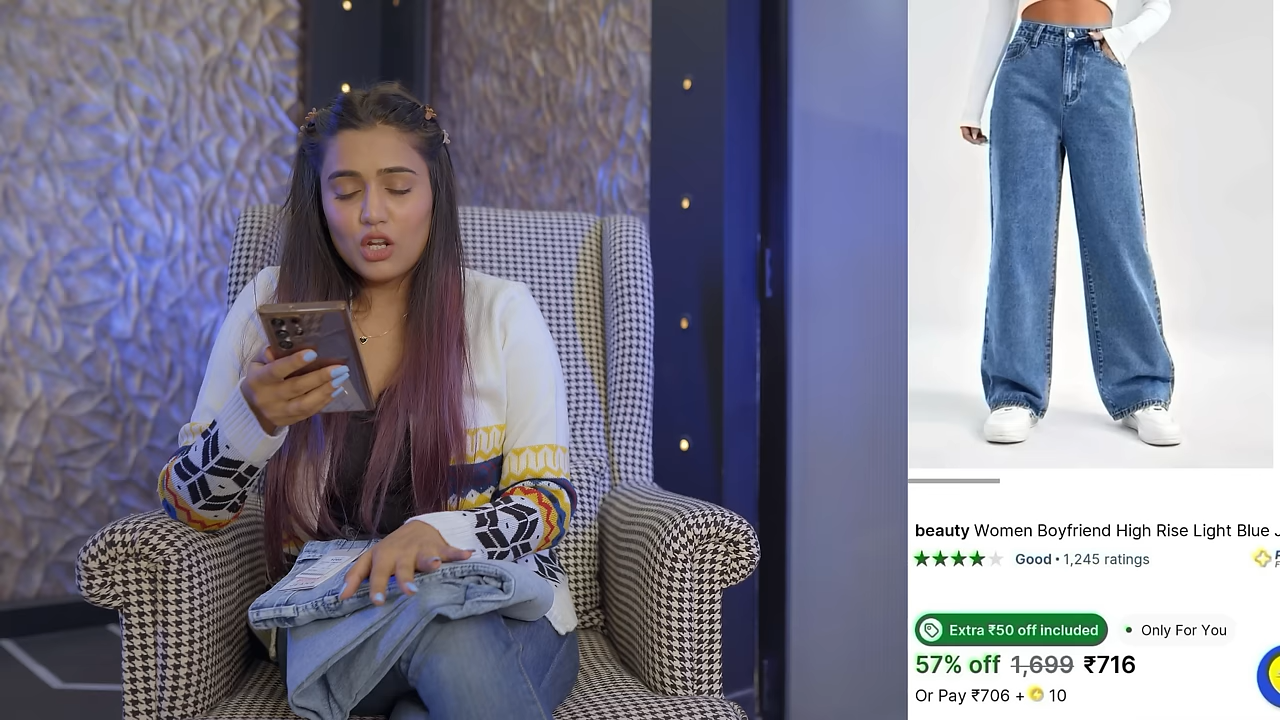 beauty Women Boyfriend High Rise Light Blue
Good • 1,245 ratings
Extra ₹50 off included
• Only For You
57% off 1,699 ₹716
Or Pay ₹706 + 10